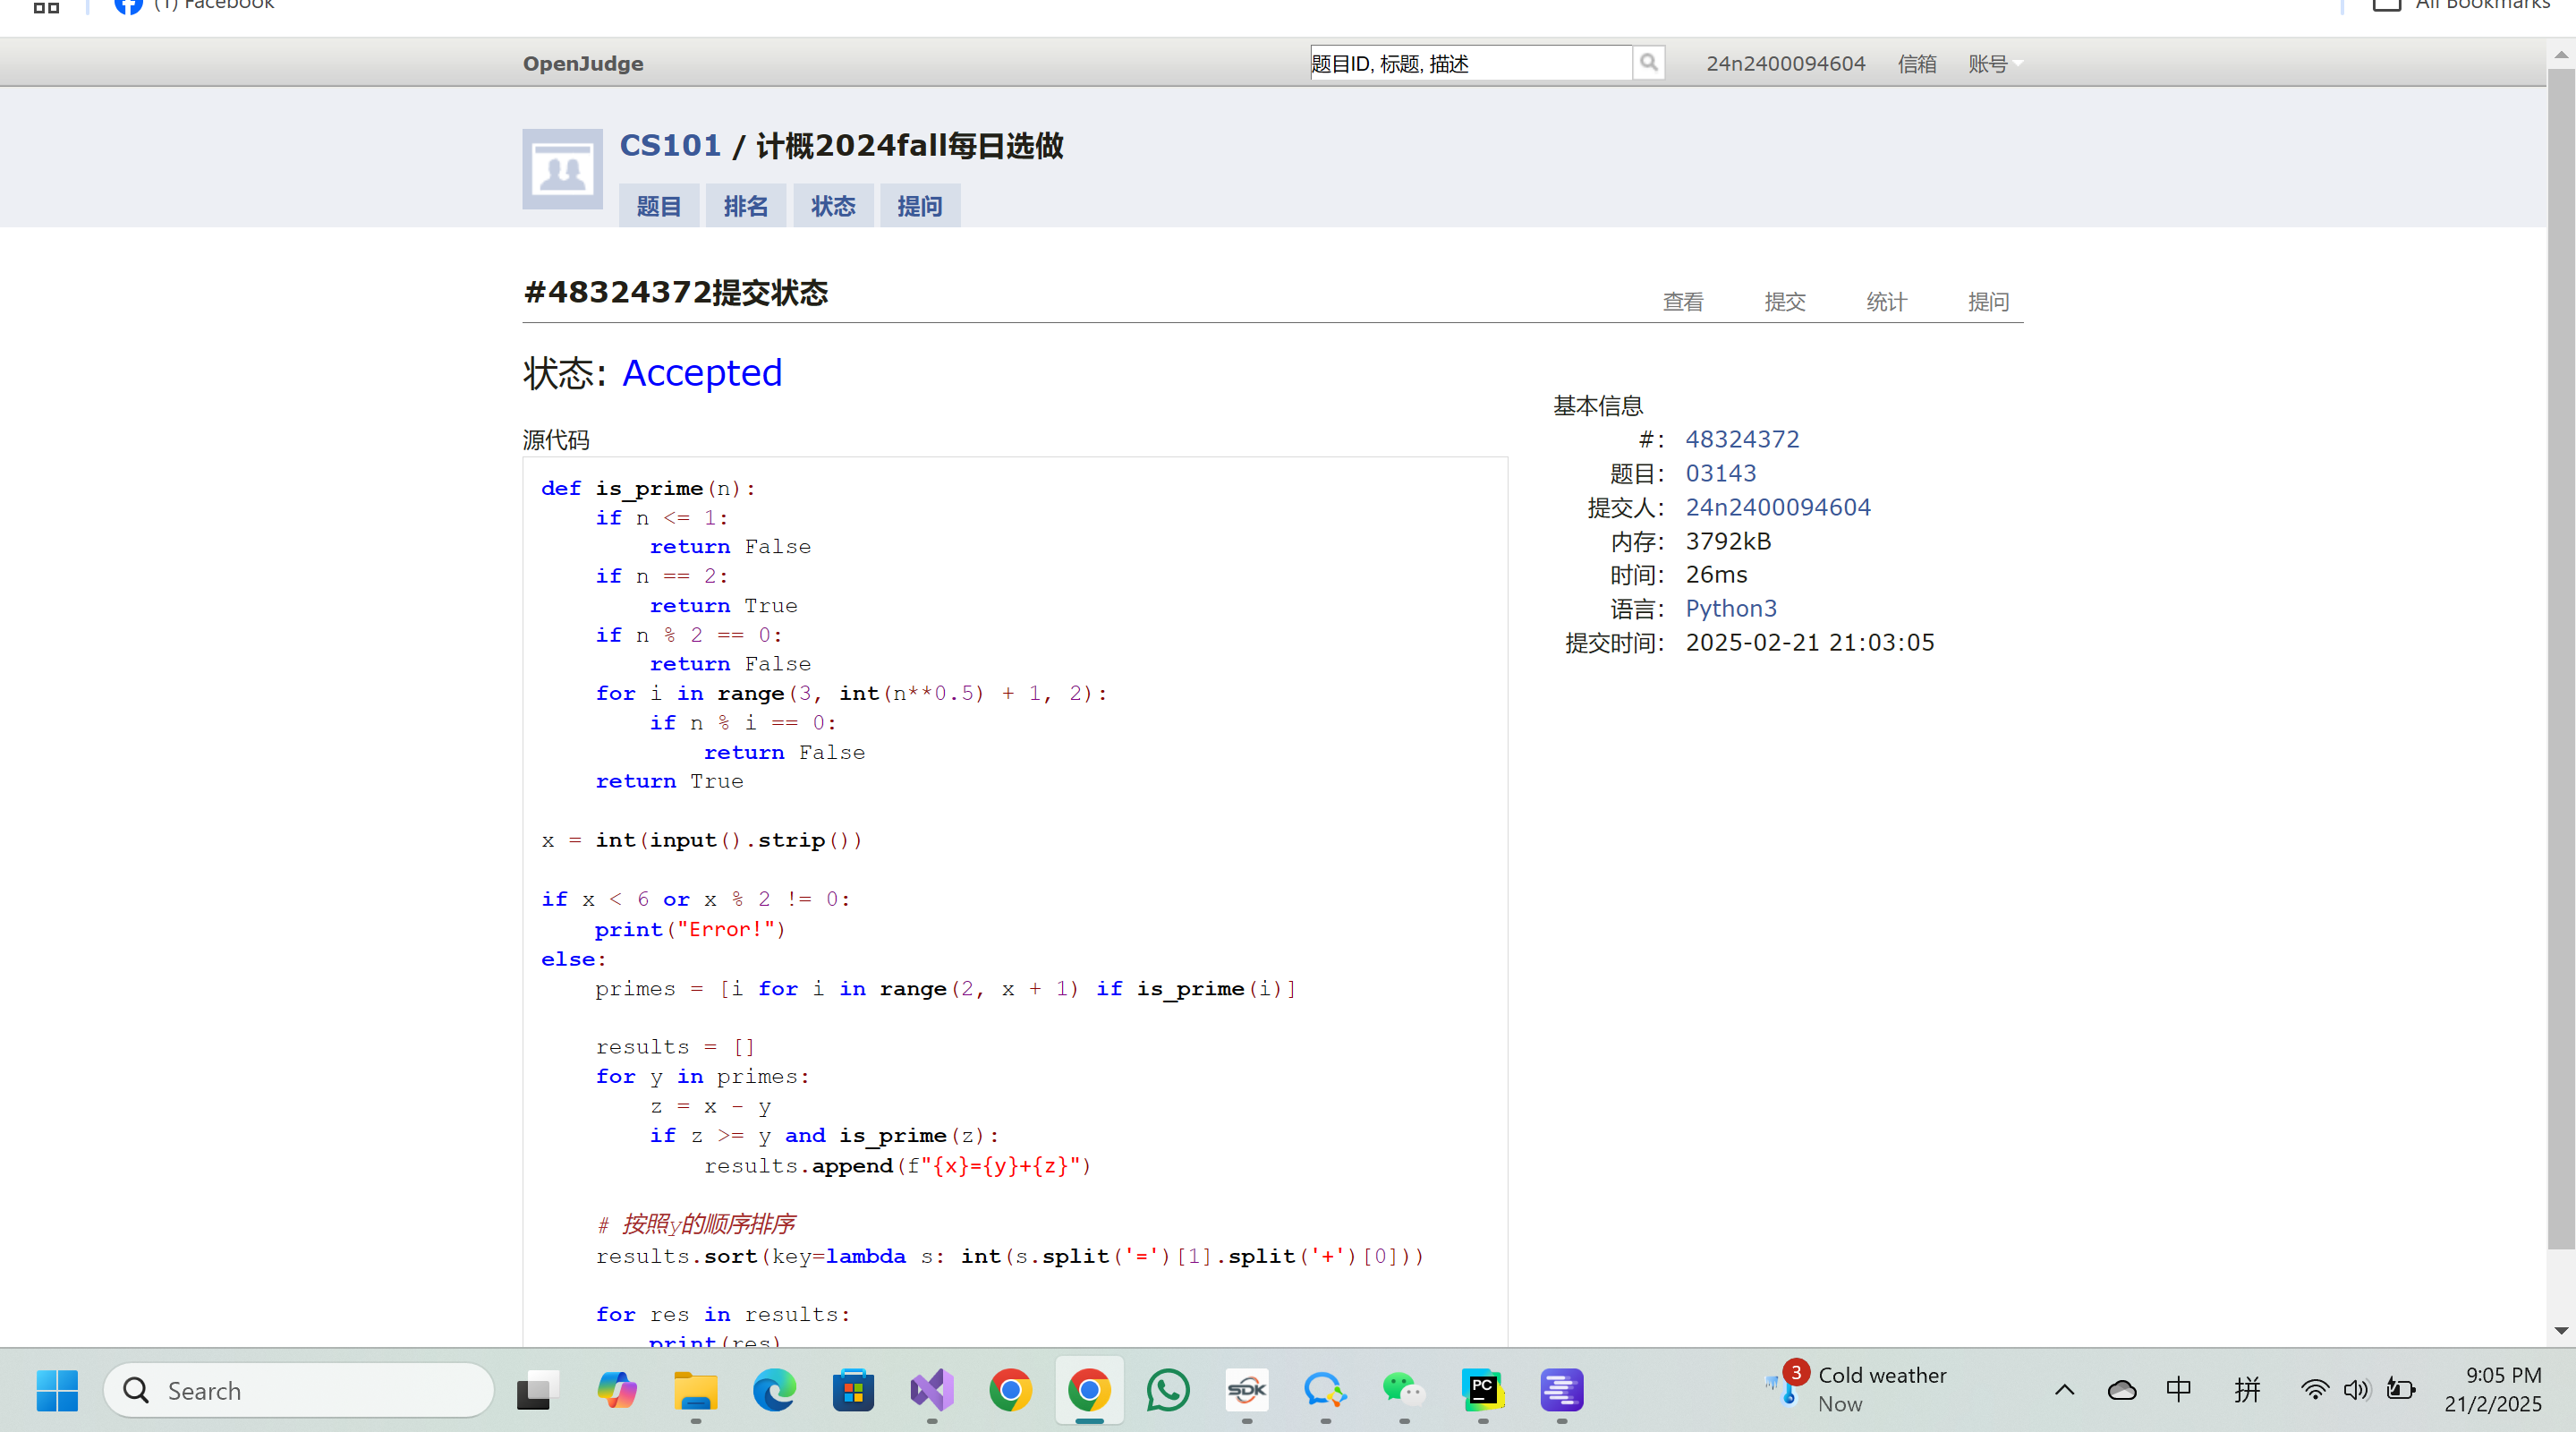 (1) Facebook
All Bookmarks
OpenJudge
题目ID, 标题, 描述
24n2400094604
信箱
账号
CS101 / 计概2024fall每日选做
题目
排名
状态
提问
#48324372提交状态
查看
提交
统计
提问
状态: Accepted
源代码
def is_prime(n):
    if n <= 1:
        return False
    if n == 2:
        return True
    if n % 2 == 0:
        return False
    for i in range(3, int(n**0.5) + 1, 2):
        if n % i == 0:
            return False
    return True
x = int(input().strip())
if x < 6 or x % 2 != 0:
    print("Error!")
else:
    primes = [i for i in range(2, x + 1) if is_prime(i)]
    results = []
    for y in primes:
        z = x - y
        if z >= y and is_prime(z):
            results.append(f"{x}={y}+{z}")
    # 按照y的顺序排序
    results.sort(key=lambda s: int(s.split('=')[1].split('+')[0]))
    for res in results:
        print(res)
基本信息
#: 48324372
题目: 03143
提交人: 24n2400094604
内存: 3792kB
时间: 26ms
语言: Python3
提交时间: 2025-02-21 21:03:05
Search
SDK
PC
3
Cold weather
Now
中
拼
9:05 PM
21/2/2025